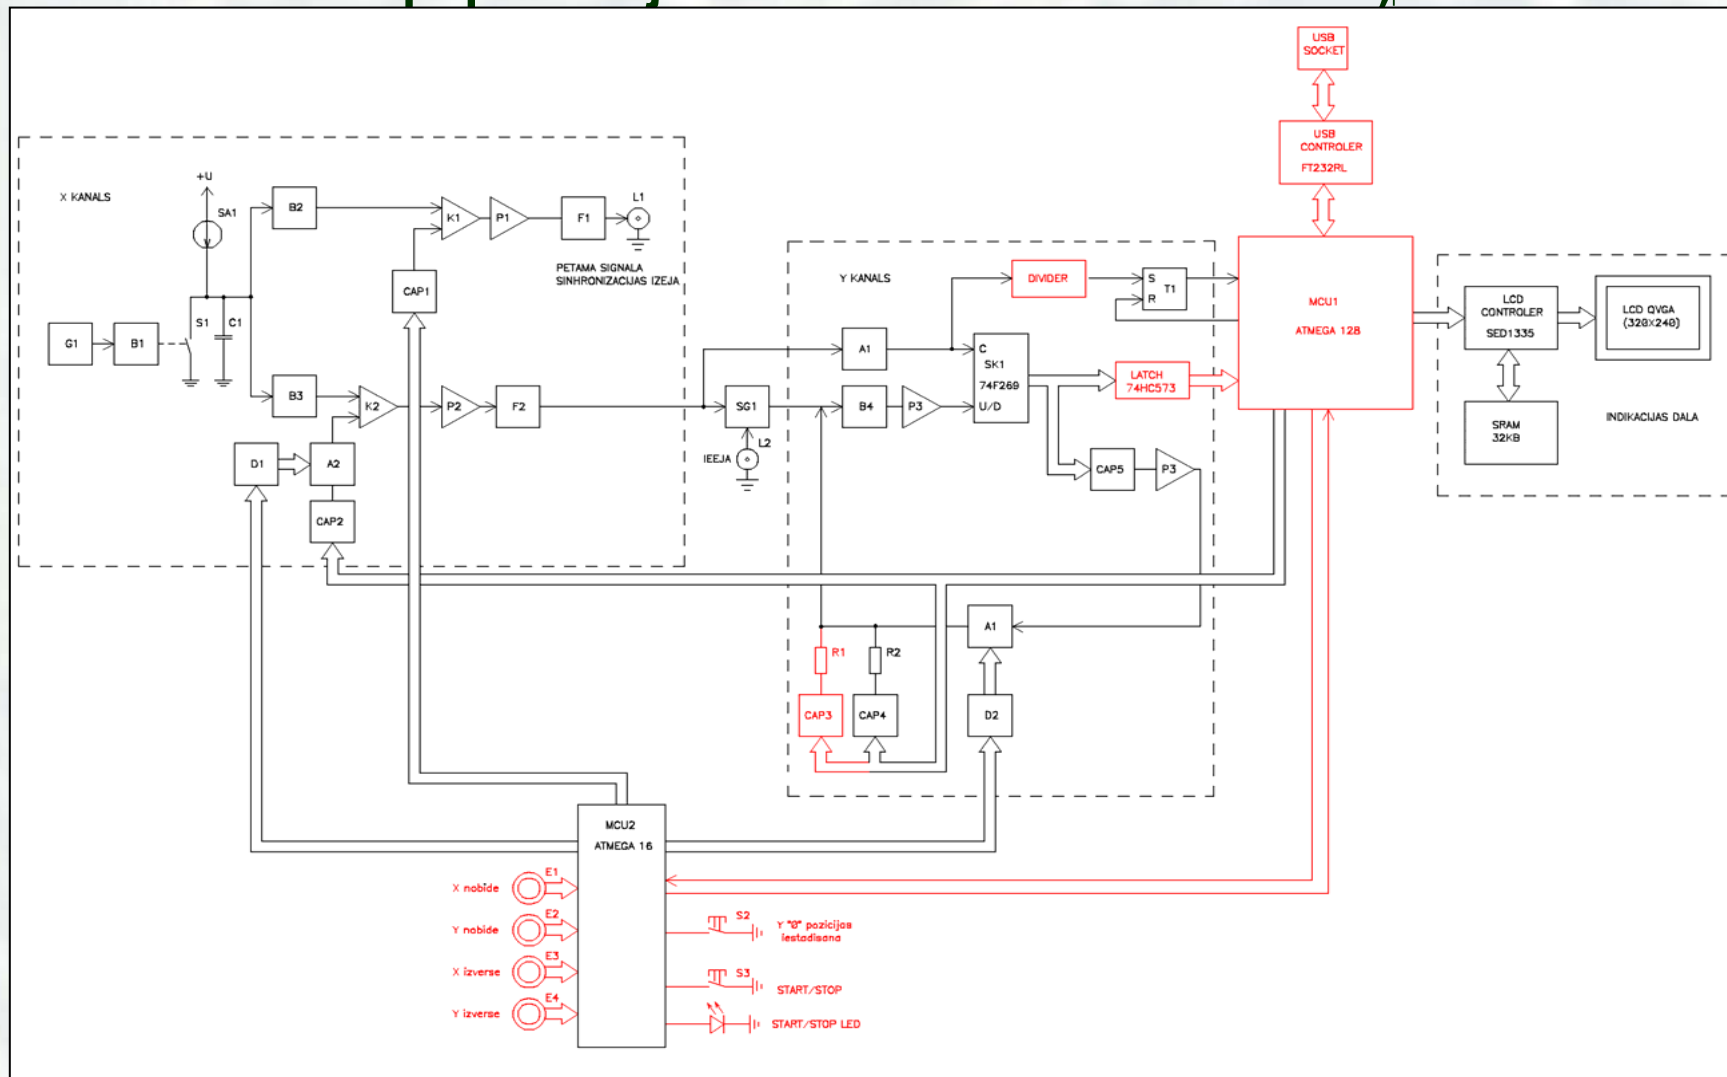 USB
SOCKET
USB
CONTROLER
FT232RL
X KANALS
+U
SA1
B2
K1
P1
F1
L1
PETAMA SIGNALA
SINHRONIZACIJAS IZEJA
CAP1
S1
C1
G1
B1
B3
K2
P2
F2
D1
A2
CAP2
SG1
L2
IEEJA
Y KANALS
DIVIDER
S
T1
R
A1
C
SK1
74F269
U/D
B4
P3
LATCH
74HC573
CAP5
P3
MCU1
ATMEGA 128
LCD
CONTROLER
SED1335
LCD QVGA
(320X240)
SRAM
32KB
INDIKACIJAS DALA
A1
R1
R2
CAP3
CAP4
D2
MCU2
ATMEGA 16
X nobide
E1
Y nobide
E2
X izverse
E3
Y izverse
E4
S2
Y "0" pozicijas
iestadisana
S3
START/STOP
START/STOP LED